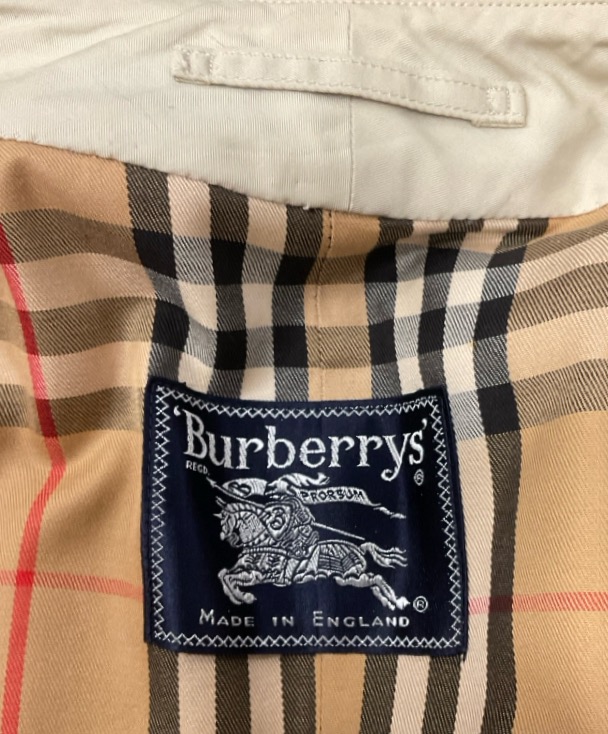 'Burberrys'®
REGD.
PRORSUM
®
MADE IN ENGLAND